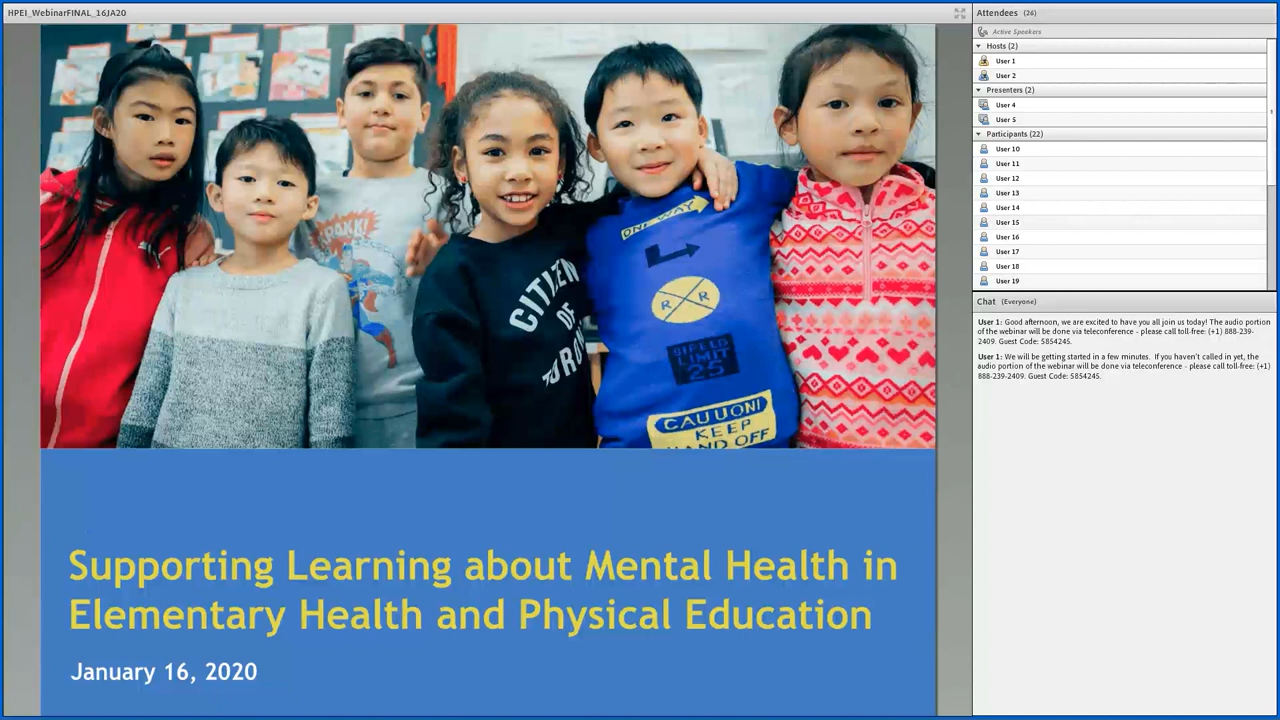 HPEI_WebinarFINAL_16JA20
ONE WAY
R R
CITIZEN
OF
SPEED
LIMIT
25
CAUUON!
KEEP
HAND OFF
Supporting Learning about Mental Health in
Elementary Health and Physical Education
January 16, 2020
Attendees (26)
Active Speakers
Hosts (2)
User 1
User 2
Presenters (2)
User 4
User 5
Participants (22)
User 10
User 11
User 12
User 13
User 14
User 15
User 16
User 17
User 18
User 19
Chat (Everyone)
User 1: Good afternoon, we are excited to have you all join us today! The audio portion
of the webinar will be done via teleconference - please call toll-free: (+1) 888-239-
2409. Guest Code: 5854245.
User 1: We will be getting started in a few minutes. If you haven't called in yet, the
audio portion of the webinar will be done via teleconference - please call toll-free: (+1)
888-239-2409. Guest Code: 5854245.